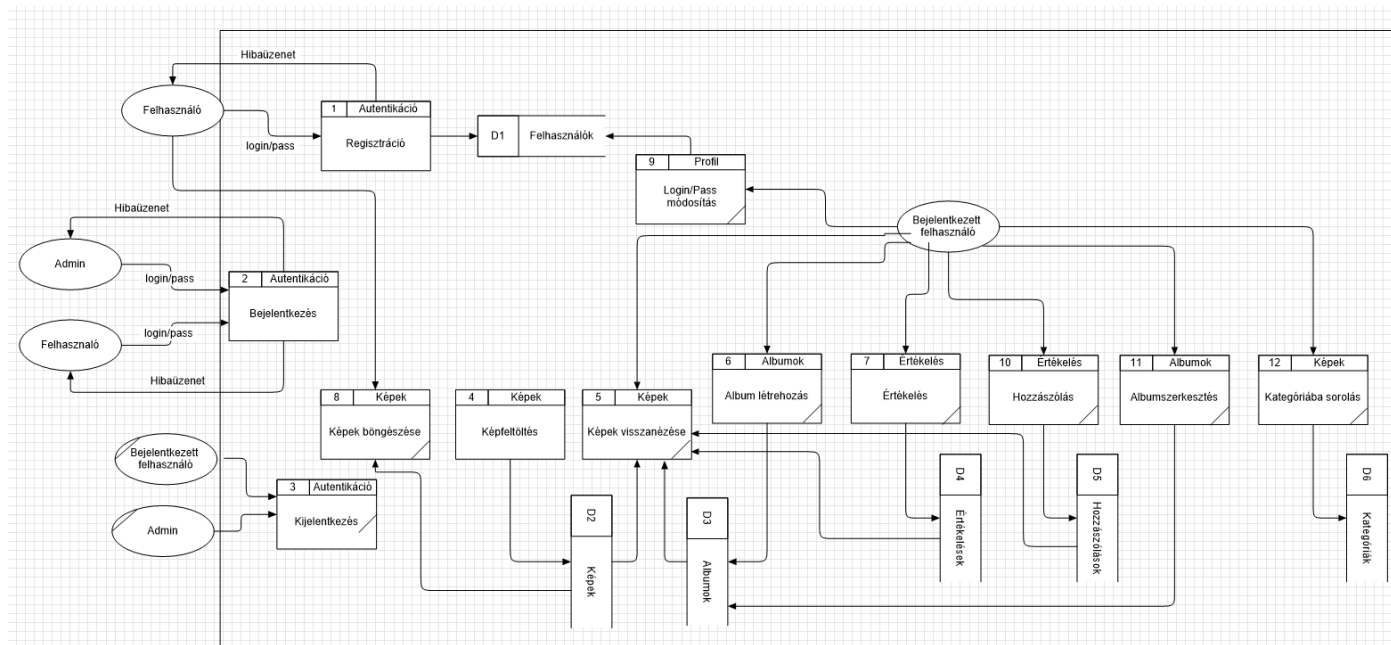 Hibaüzenet
Felhasználó
1 Autentikáció
login/pass
Regisztráció
D1 Felhasználók
9 Profil
Login/Pass
módosítás
Hibaüzenet
Bejelentkezett
felhasználó
Admin
login/pass
2 Autentikáció
Bejelentkezés
login/pass
Felhasznaló
Hibaüzenet
6 Albumok
Album létrehozás
7 Értékelés
Értékelés
10 Értékelés
Hozzászólás
11 Albumok
Albumszerkesztés
12 Képek
Kategóriába sorolás
8 Képek
Képek böngészése
4 Képek
Képfeltöltés
5 Képek
Képek visszanézése
Bejelentkezett
felhasználó
Admin
3 Autentikáció
Kijelentkezés
D2 Képek
D3 Albumok
D4 Értékelések
D5 Hozzászólások
D6 Kategóriák